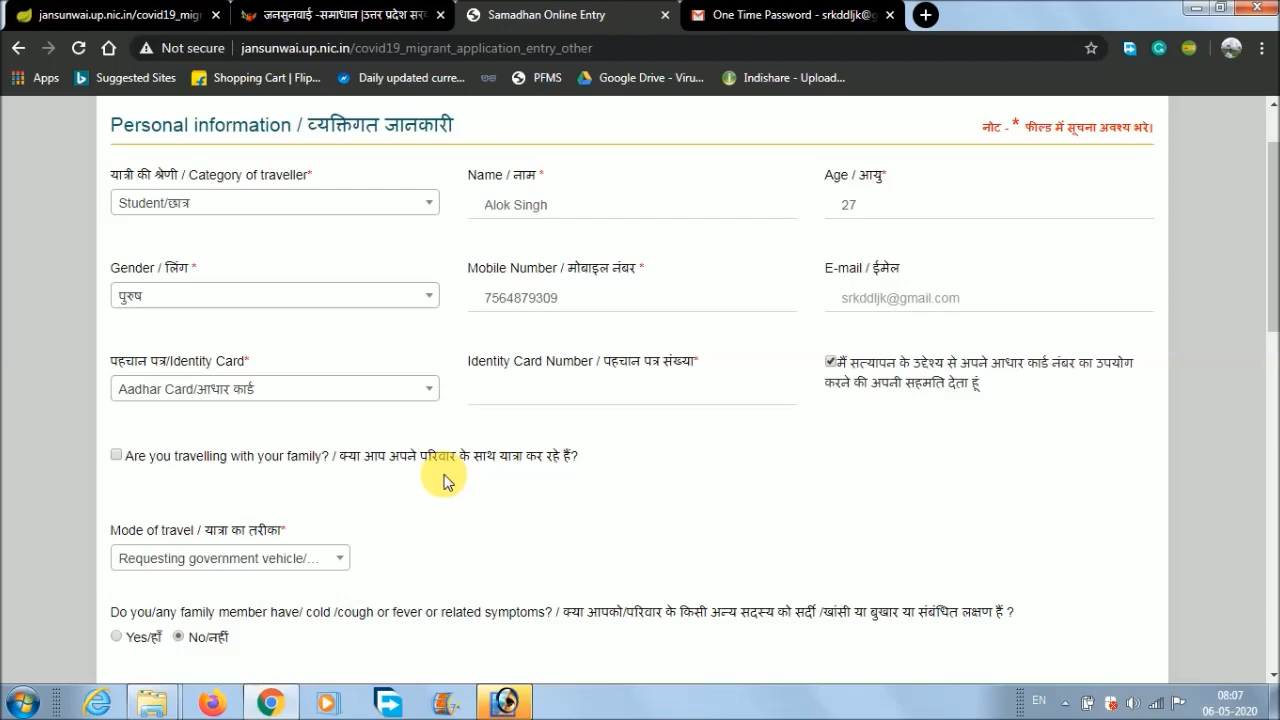 jansunwai.up.nic.in/covid19_mig
जनसुनवाई -समाधान |उत्तर प्रदेश सर
Samadhan Online Entry
One Time Password - srkddljk@g
Not secure
jansunwai.up.nic.in/covid19_migrant_application_entry_other
Apps
Suggested Sites
Shopping Cart | Flip...
Daily updated curre...
PFMS
Google Drive - Viru...
Indishare - Upload...
Personal information / व्यक्तिगत जानकारी
नोट - * फील्ड में सूचना अवश्य भरे।
यात्री की श्रेणी / Category of traveller*
Name / नाम *
Age / आयु*
Student/छात्र
Alok Singh
27
Gender / लिंग *
Mobile Number / मोबाइल नंबर *
E-mail / ईमेल
पुरुष
7564879309
srkddljk@gmail.com
पहचान पत्र/Identity Card*
Identity Card Number / पहचान पत्र संख्या*
मैं सत्यापन के उद्देश्य से अपने आधार कार्ड नंबर का उपयोग
करने की अपनी सहमति देता हूं
Aadhar Card/आधार कार्ड
Are you travelling with your family? / क्या आप अपने परिवार के साथ यात्रा कर रहे हैं?
Mode of travel / यात्रा का तरीका*
Requesting government vehicle/...
Do you/any family member have/ cold /cough or fever or related symptoms? / क्या आपको/परिवार के किसी अन्य सदस्य को सर्दी /खांसी या बुखार या संबंधित लक्षण हैं ?
Yes/हाँ
No/नहीं
EN
08:07
06-05-2020